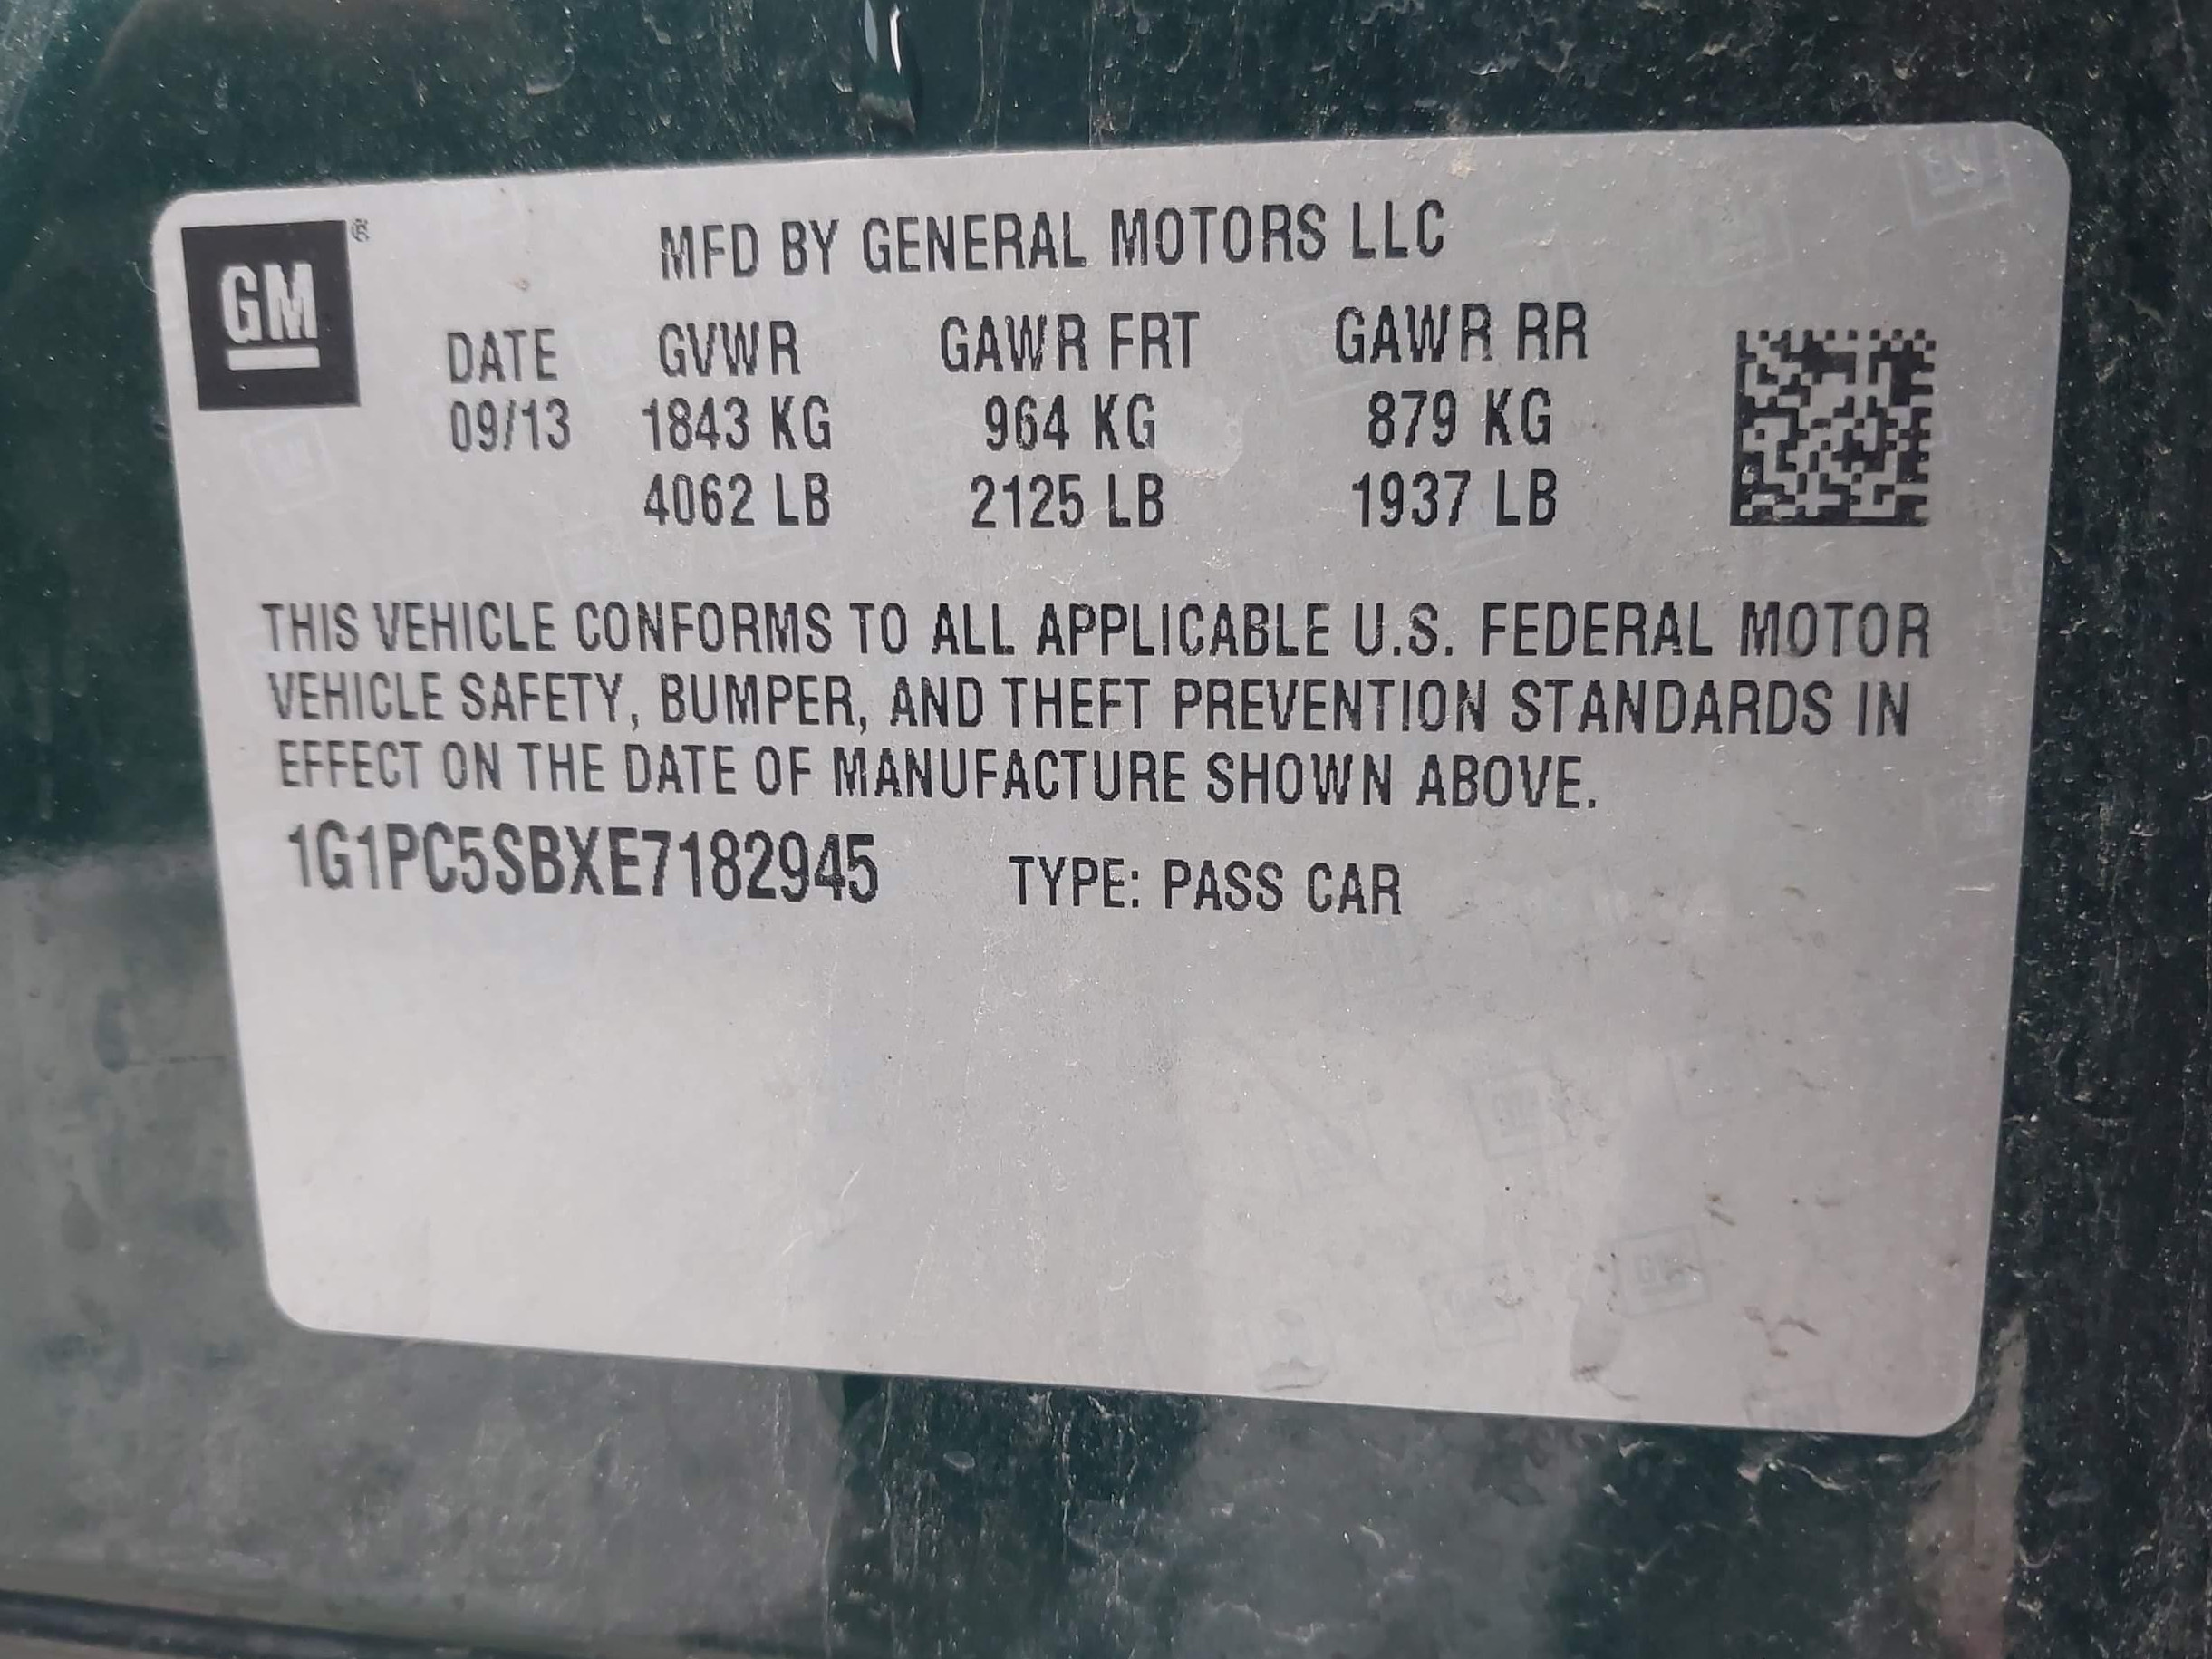 GM ®
MFD BY GENERAL MOTORS LLC
DATE GVWR GAWR FRT GAWR RR
09/13 1843 KG 964 KG 879 KG
4062 LB 2125 LB 1937 LB
THIS VEHICLE CONFORMS TO ALL APPLICABLE U.S. FEDERAL MOTOR
VEHICLE SAFETY, BUMPER, AND THEFT PREVENTION STANDARDS IN
EFFECT ON THE DATE OF MANUFACTURE SHOWN ABOVE.
1G1PC5SBXE7182945 TYPE: PASS CAR